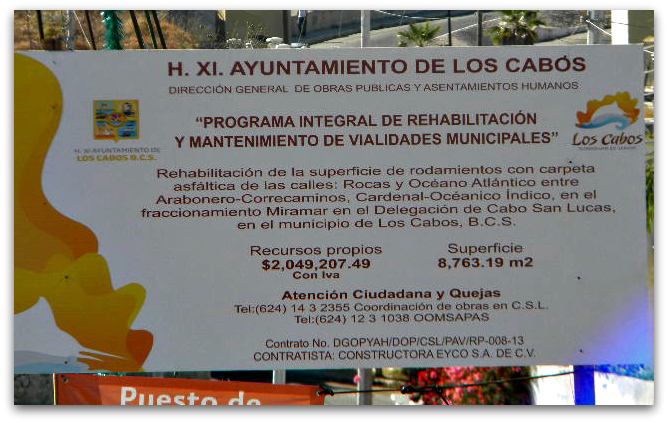 H. XI. AYUNTAMIENTO DE LOS CABOS
DIRECCIÓN GENERAL DE OBRAS PUBLICAS Y ASENTAMIENTOS HUMANOS
"PROGRAMA INTEGRAL DE REHABILITACIÓN
Y MANTENIMIENTO DE VIALIDADES MUNICIPALES"
H. XI AYUNTAMIENTO DE
LOS CABOS B.C.S.
Los Cabos
Rehabilitación de la superficie de rodamientos con carpeta
asfáltica de las calles: Rocas y Océano Atlántico entre
Arabonero-Correcaminos, Cardenal-Océanico Índico, en el
fraccionamiento Miramar en el Delegación de Cabo San Lucas,
en el municipio de Los Cabos, B.C.S.
Recursos propios
$2,049,207.49
Con Iva
Superficie
8,763.19 m2
Atención Ciudadana y Quejas
Tel:(624) 14 3 2355 Coordinación de obras en C.S.L.
Tel:(624) 12 3 1038 OOMSAPAS
Contrato No. DGOPYAH/DOP/CSL/PAV/RP-008-13
CONTRATISTA: CONSTRUCTORA EYCO S.A. DE C.V.
Puesto de